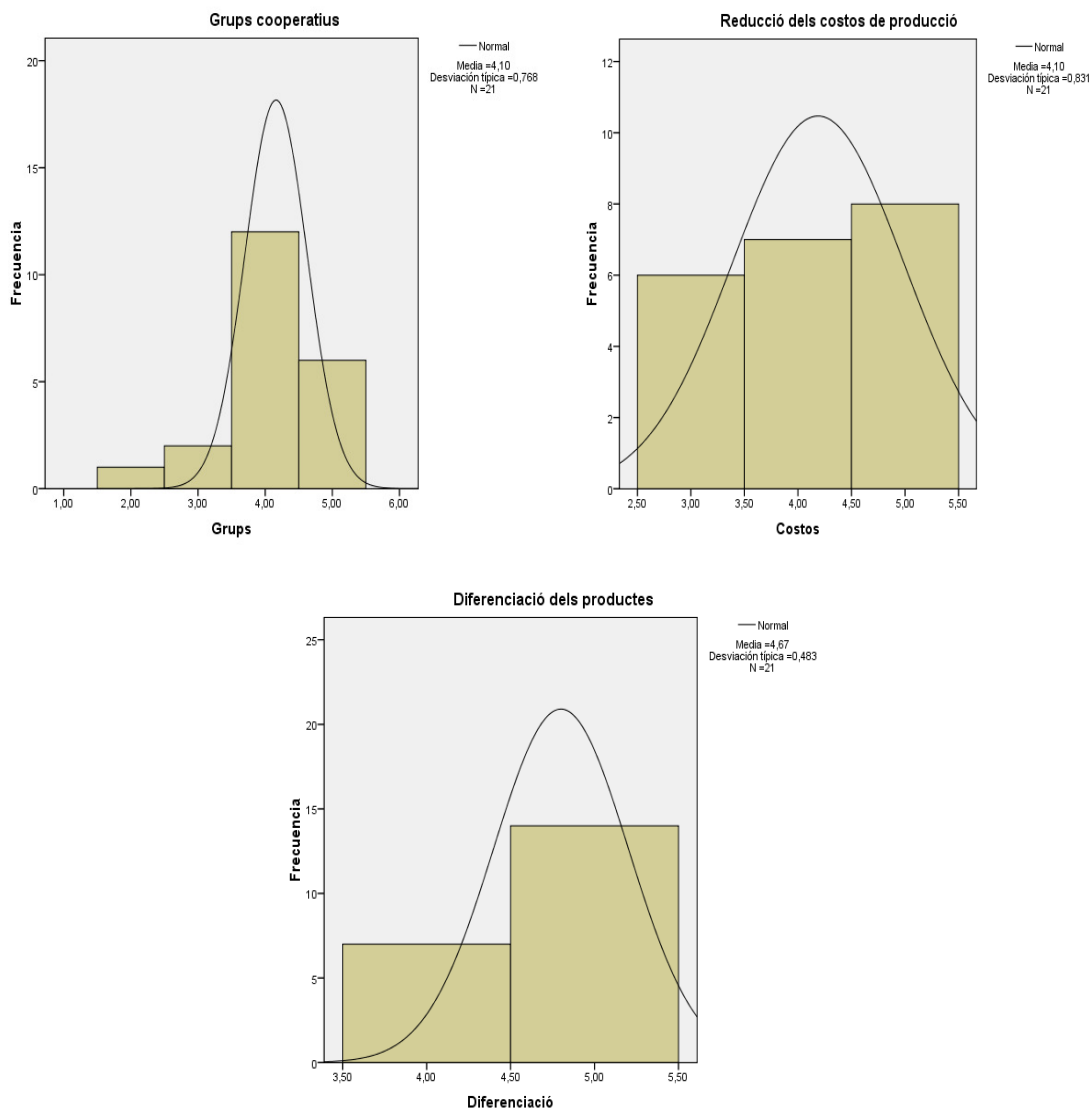 Grups cooperatius
Normal
Media =4,10
Desviación típica =0,768
N =21
20
15
10
5
0
Frecuencia
1,00 2,00 3,00 4,00 5,00 6,00
Grups
Reducció dels costos de producció
Normal
Media =4,10
Desviación típica =0,831
N =21
12
10
8
6
4
2
0
Frecuencia
2,50 3,00 3,50 4,00 4,50 5,00 5,50
Costos
Diferenciació dels productes
Normal
Media =4,67
Desviación típica =0,483
N =21
25
20
15
10
5
0
Frecuencia
3,50 4,00 4,50 5,00 5,50
Diferenciació